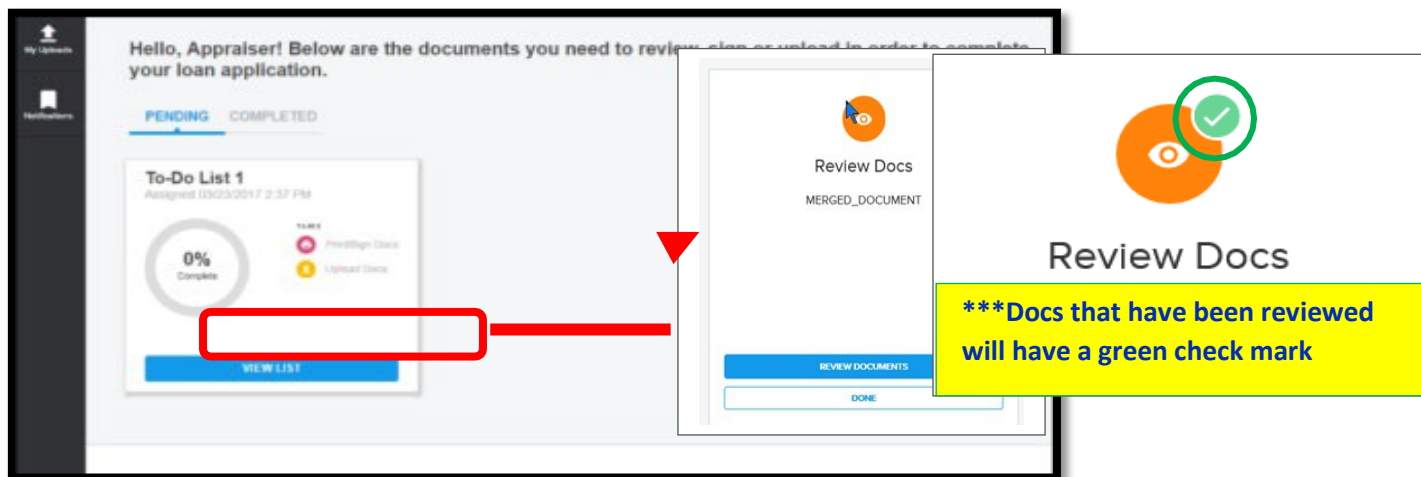 My Uploads
Notifications
Hello, Appraiser! Below are the documents you need to review, sign or upload in order to complete
your loan application.
PENDING COMPLETED
To-Do List 1
Assigned 03/23/2017 2:37 PM
TASKS
0%
Complete
Print/Sign Docs
Upload Docs
VIEW LIST
Review Docs
MERGED_DOCUMENT
REVIEW DOCUMENTS
DONE
Review Docs
***Docs that have been reviewed
will have a green check mark